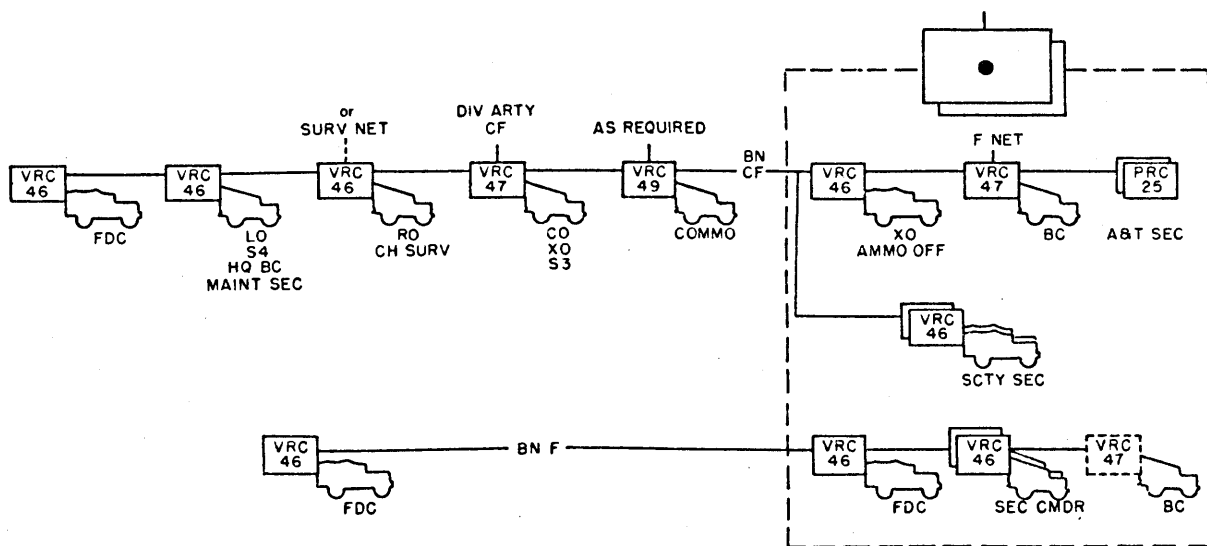 or
SURV NET
DIV ARTY
CF
AS REQUIRED
F NET
VRC
46
VRC
46
VRC
46
VRC
47
VRC
49
BN
CF
VRC
46
VRC
47
PRC
25
FDC
LO
S4
HQ BC
MAINT SEC
RO
CH SURV
CO
XO
S3
COMMO
XO
AMMO OFF
BC
A&T SEC
VRC
46
SCTY SEC
VRC
46
BN F
VRC
46
VRC
46
VRC
47
FDC
FDC
SEC CMDR
BC